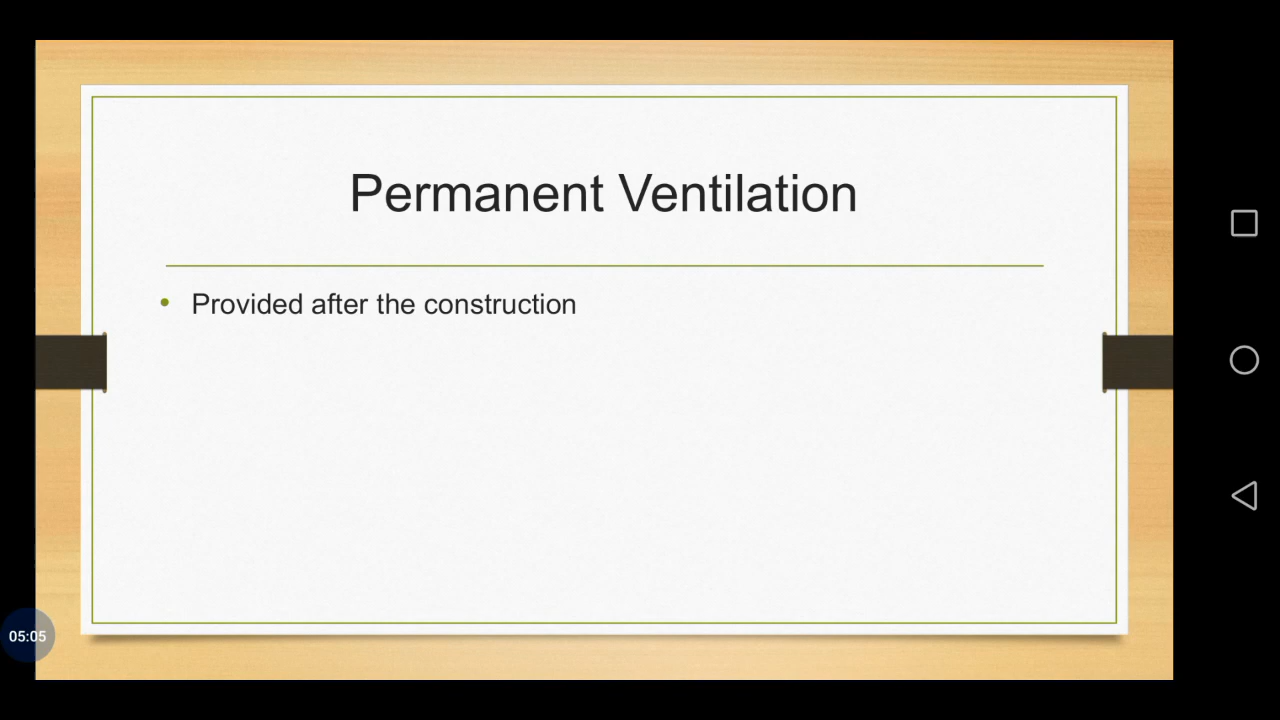 Permanent Ventilation
• Provided after the construction
05:05